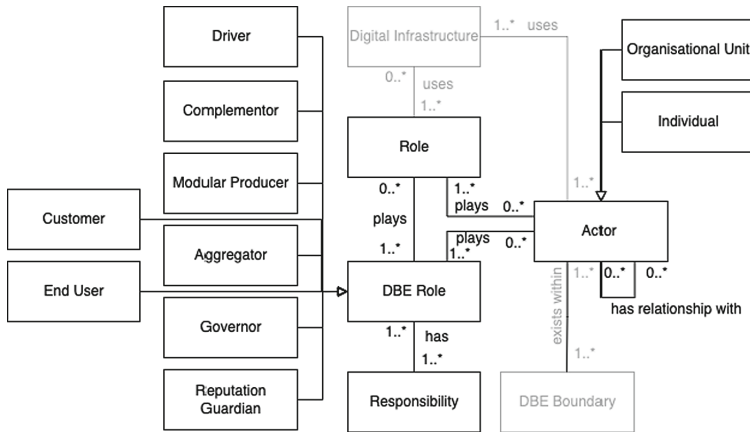 Driver
Digital Infrastructure
1..* uses
Organisational Unit
0..*
uses
1..*
Complementor
Individual
Role
Modular Producer
0..*
1..*
1..*
plays
0..*
Customer
plays
Actor
Aggregator
plays
0..*
1..*
1..*
1..*
0..*
0..*
End User
DBE Role
exists within
has relationship with
Governor
1..*
has
1..*
1..*
Reputation
Guardian
Responsibility
DBE Boundary